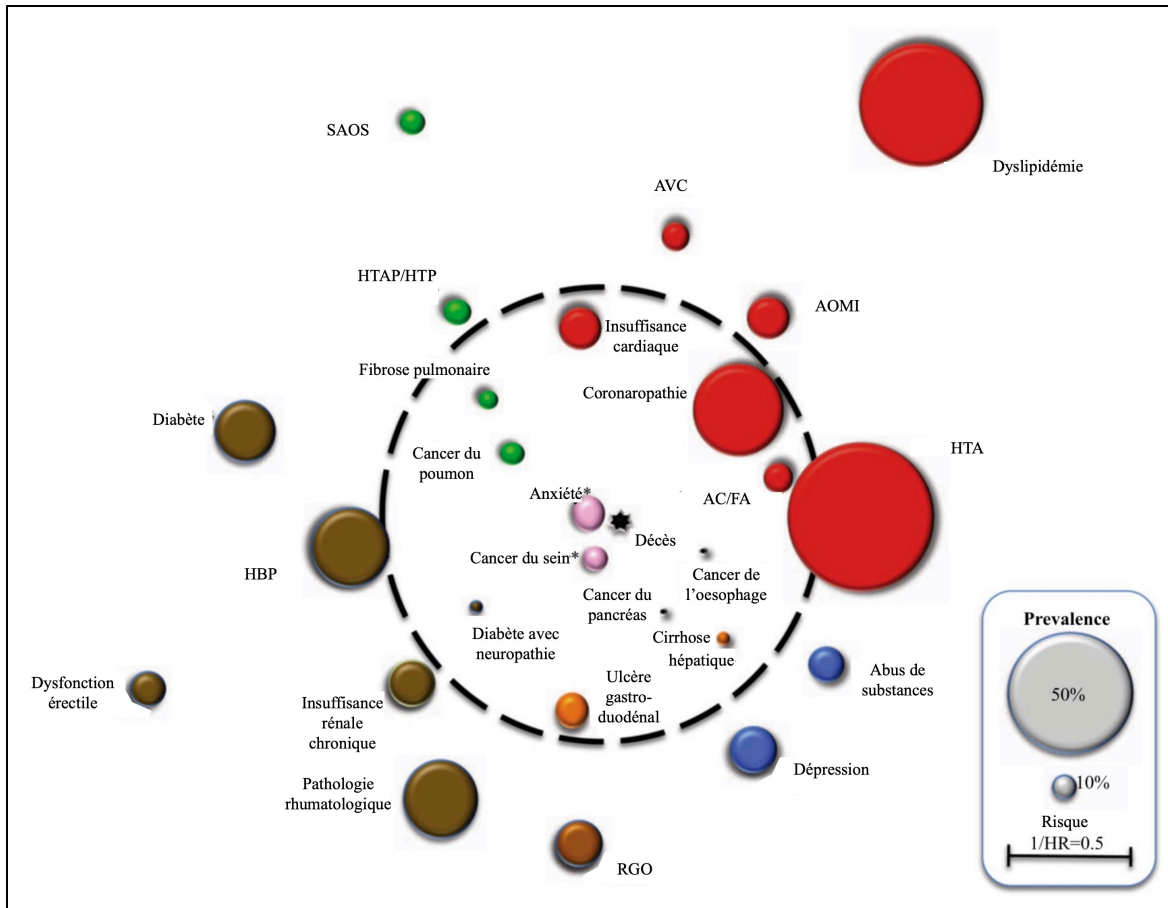 SAOS
Dyslipidémie
AVC
HTAP/HTP
AOMI
Insuffisance
cardiaque
Fibrose pulmonaire
Coronaropathie
Diabète
Cancer du
poumon
HTA
AC/FA
Anxiété*
Décès
Cancer du sein*
HBP
Cancer de
l'oesophage
Cancer du
pancréas
Diabète avec
neuropathie
Cirrhose
hépatique
Abus de
substances
Dysfonction
érectile
Insuffisance
rénale
chronique
Ulcère
gastro-
duodénal
Dépression
Pathologie
rhumatologique
RGO
Prevalence
50%
10%
Risque
1/HR=0.5